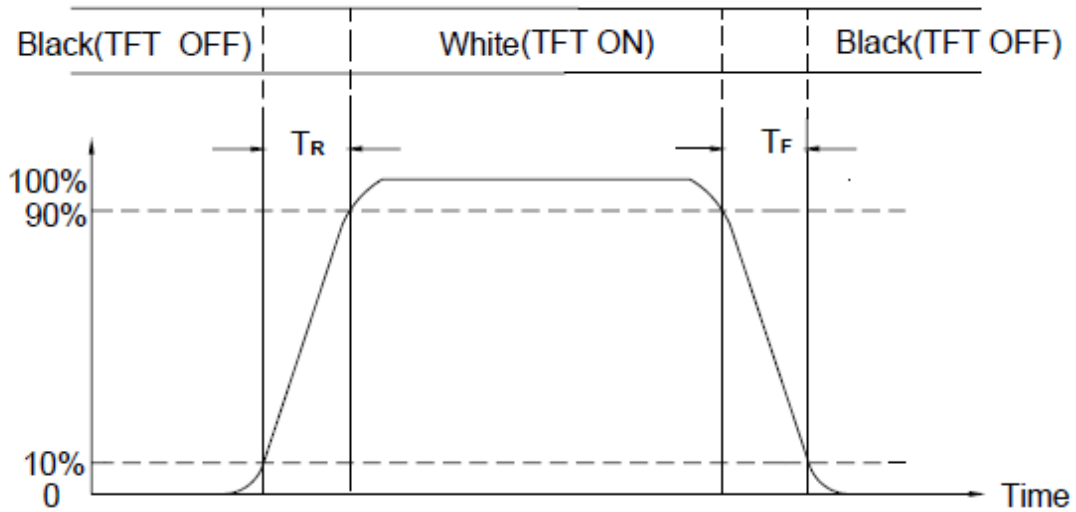 Black(TFT OFF) White(TFT ON) Black(TFT OFF)
TR TF
100%
90%
10%
0
Time